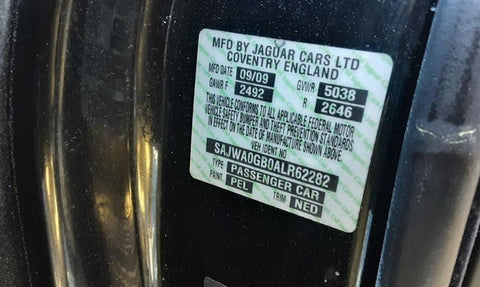 MFD BY JAGUAR CARS LTD
COVENTRY ENGLAND
MFD DATE 09/09 GVWR 5038
GAWR F 2492 R 2646
THIS VEHICLE CONFORMS TO ALL APPLICABLE FEDERAL MOTOR
VEHICLE SAFETY BUMPER AND THEFT PREVENTION STANDARDS
IN EFFECT ON THE DATE OF MANUFACTURE SHOWN ABOVE.
VEH IDENT NO
SAJWA0GB0ALR62282
TYPE PASSENGER CAR
PAINT PEL TRIM NED